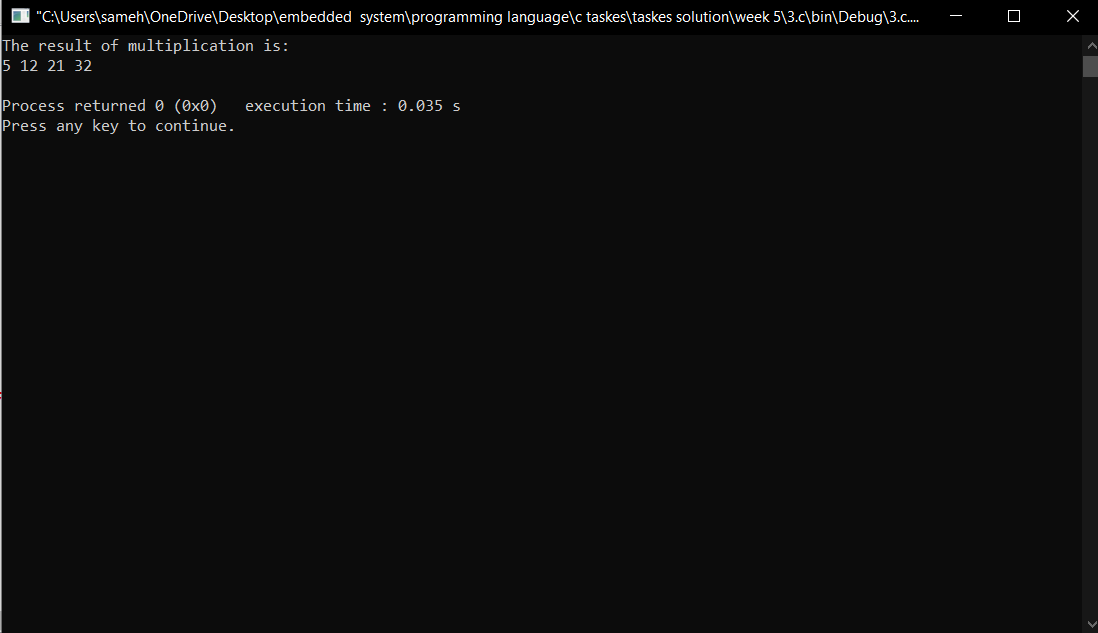 "C:\Users\sameh\OneDrive\Desktop\embedded  system\programming language\c taskes\taskes solution\week 5\3.c\bin\Debug\3.c....
The result of multiplication is:
5 12 21 32
Process returned 0 (0x0)   execution time : 0.035 s
Press any key to continue.